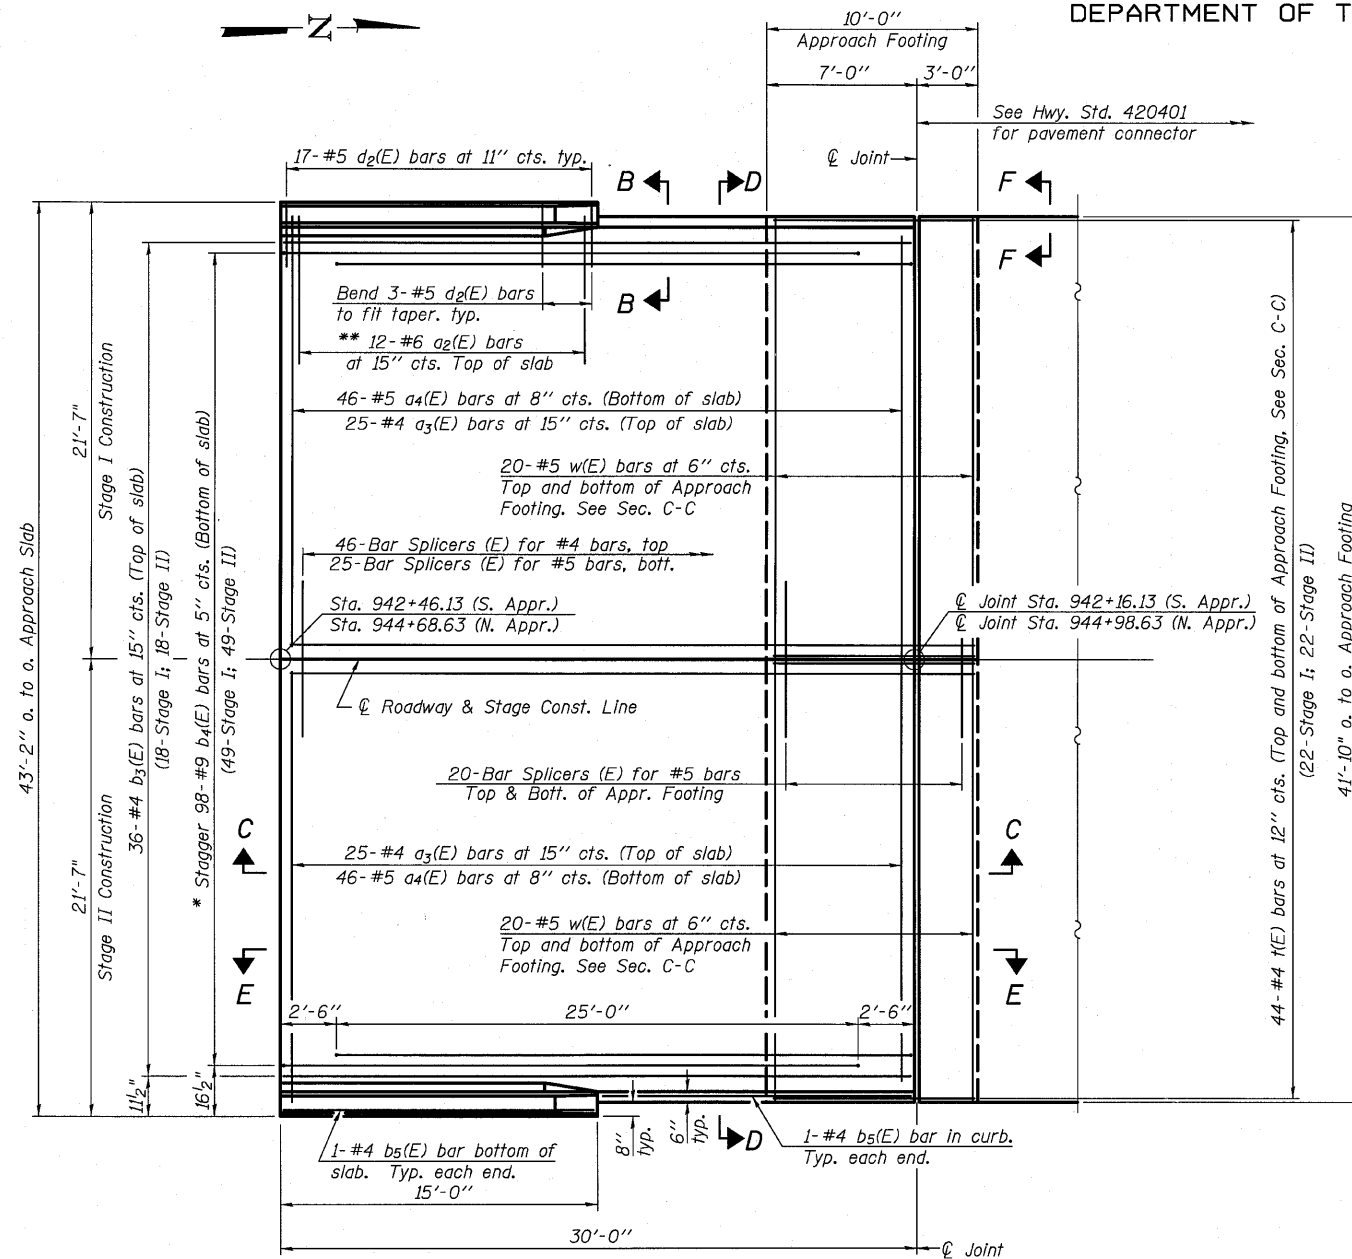 DEPARTMENT OF T
N
10'-0"
Approach Footing
7'-0"
3'-0"
See Hwy. Std. 420401
for pavement connector
℄ Joint
17-#5 d2(E) bars at 11" cts. typ.
B
D
F
F
B
Bend 3-#5 d2(E) bars
to fit taper. typ.
** 12-#6 a2(E) bars
at 15" cts. Top of slab
46-#5 a4(E) bars at 8" cts. (Bottom of slab)
25-#4 a3(E) bars at 15" cts. (Top of slab)
20-#5 w(E) bars at 6" cts.
Top and bottom of Approach
Footing. See Sec. C-C
46-Bar Splicers (E) for #4 bars, top
25-Bar Splicers (E) for #5 bars, bott.
Sta. 942+46.13 (S. Appr.)
Sta. 944+68.63 (N. Appr.)
℄ Joint Sta. 942+16.13 (S. Appr.)
℄ Joint Sta. 944+98.63 (N. Appr.)
℄ Roadway & Stage Const. Line
20-Bar Splicers (E) for #5 bars
Top & Bott. of Appr. Footing
C
C
25-#4 a3(E) bars at 15" cts. (Top of slab)
46-#5 a4(E) bars at 8" cts. (Bottom of slab)
20-#5 w(E) bars at 6" cts.
Top and bottom of Approach
Footing. See Sec. C-C
E
E
2'-6"
25'-0"
2'-6"
43'-2" o. to o. Approach Slab
21'-7"
Stage I Construction
21'-7"
Stage II Construction
36-#4 b3(E) bars at 15" cts. (Top of slab)
(18-Stage I; 18-Stage II)
* Stagger 98-#9 b4(E) bars at 5" cts. (Bottom of slab)
(49-Stage I; 49-Stage II)
11½"
16½"
44-#4 t(E) bars at 12" cts. (Top and bottom of Approach Footing, See Sec. C-C)
(22-Stage I; 22-Stage II)
41'-10" o. to o. Approach Footing
8"
typ.
6"
typ.
D
1-#4 b5(E) bar bottom of
slab. Typ. each end.
1-#4 b5(E) bar in curb.
Typ. each end.
15'-0"
30'-0"
℄ Joint